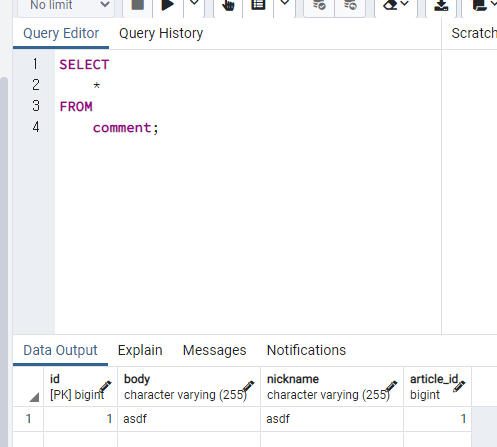 No limit
Query Editor Query History Scratch
1 SELECT
2 *
3 FROM
4 comment;
Data Output Explain Messages Notifications
id body nickname article_id
[PK] bigint character varying (255) character varying (255) bigint
1 1 asdf asdf 1